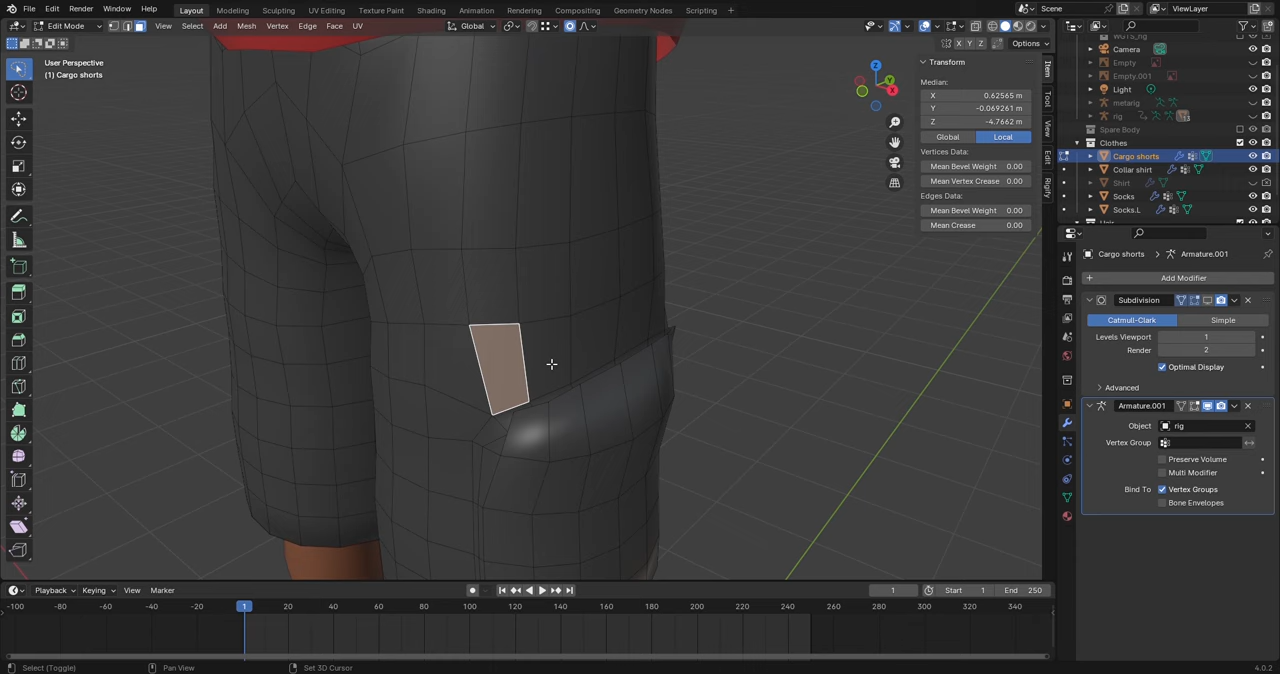 File Edit Render Window Help
Layout Modeling Sculpting UV Editing Texture Paint Shading Animation Rendering Compositing Geometry Nodes Scripting +
Scene ViewLayer
Edit Mode View Select Add Mesh Vertex Edge Face UV Global
X Y Z Options
User Perspective
(1) Cargo shorts
Z
Y
X
Transform
Median:
X 0.62565 m
Y -0.069261 m
Z -4.7662 m
Global Local
Vertices Data:
Mean Bevel Weight 0.00
Mean Vertex Crease 0.00
Edges Data:
Mean Bevel Weight 0.00
Mean Crease 0.00
Item
Tool
View
Edit
Rigify
WGTS_rig
Camera
Empty
Empty.001
Light
metarig
rig 13
Spare Body
Clothes
Cargo shorts
Collar shirt
Shirt
Socks
Socks.L
Cargo shorts > Armature.001
+ Add Modifier
Subdivision
Catmull-Clark Simple
Levels Viewport 1
Render 2
Optimal Display
Advanced
Armature.001
Object rig
Vertex Group
Preserve Volume
Multi Modifier
Bind To Vertex Groups
Bone Envelopes
Playback Keying View Marker
1 Start 1 End 250
-100 -80 -60 -40 -20 1 20 40 60 80 100 120 140 160 180 200 220 240 260 280 300 320 340
Select (Toggle) Pan View Set 3D Cursor 4.0.2